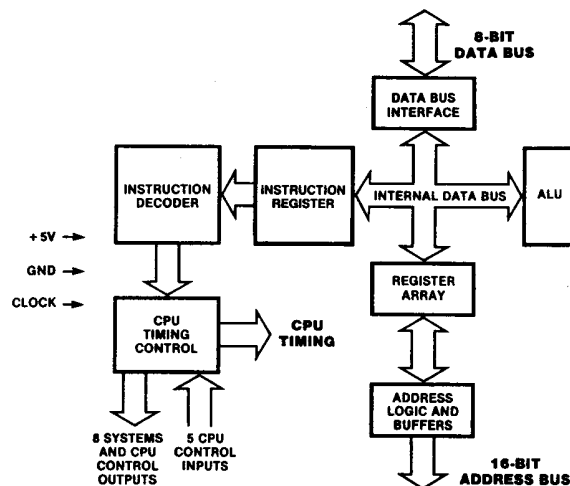 8-BIT
DATA BUS
DATA BUS
INTERFACE
INSTRUCTION
DECODER
INSTRUCTION
REGISTER
INTERNAL DATA BUS
ALU
+5V
GND
CLOCK
REGISTER
ARRAY
CPU
TIMING
CONTROL
CPU
TIMING
ADDRESS
LOGIC AND
BUFFERS
8 SYSTEMS
AND CPU
CONTROL
OUTPUTS
5 CPU
CONTROL
INPUTS
16-BIT
ADDRESS BUS